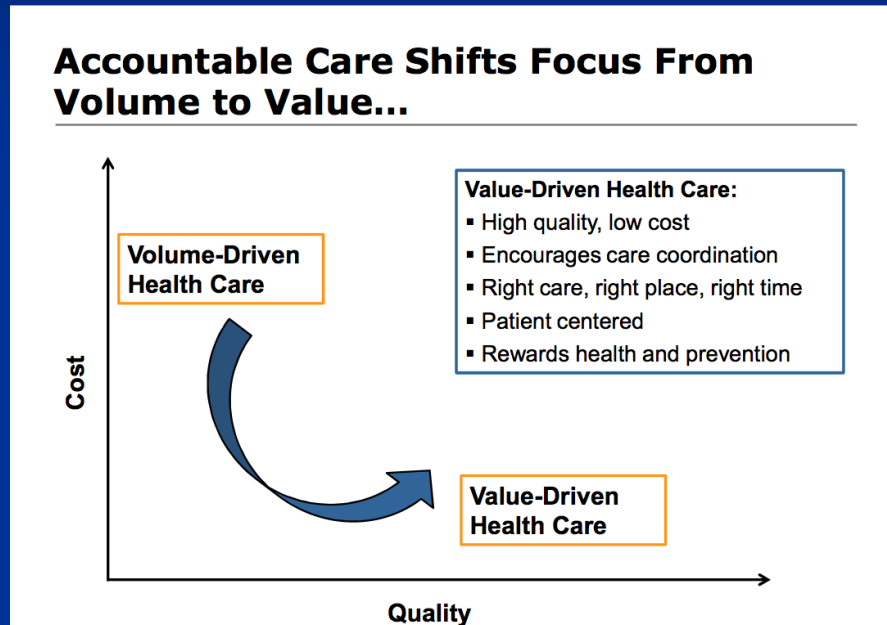 Accountable Care Shifts Focus From
Volume to Value...
Volume-Driven
Health Care
Value-Driven Health Care:
▪ High quality, low cost
▪ Encourages care coordination
▪ Right care, right place, right time
▪ Patient centered
▪ Rewards health and prevention
Cost
Value-Driven
Health Care
Quality